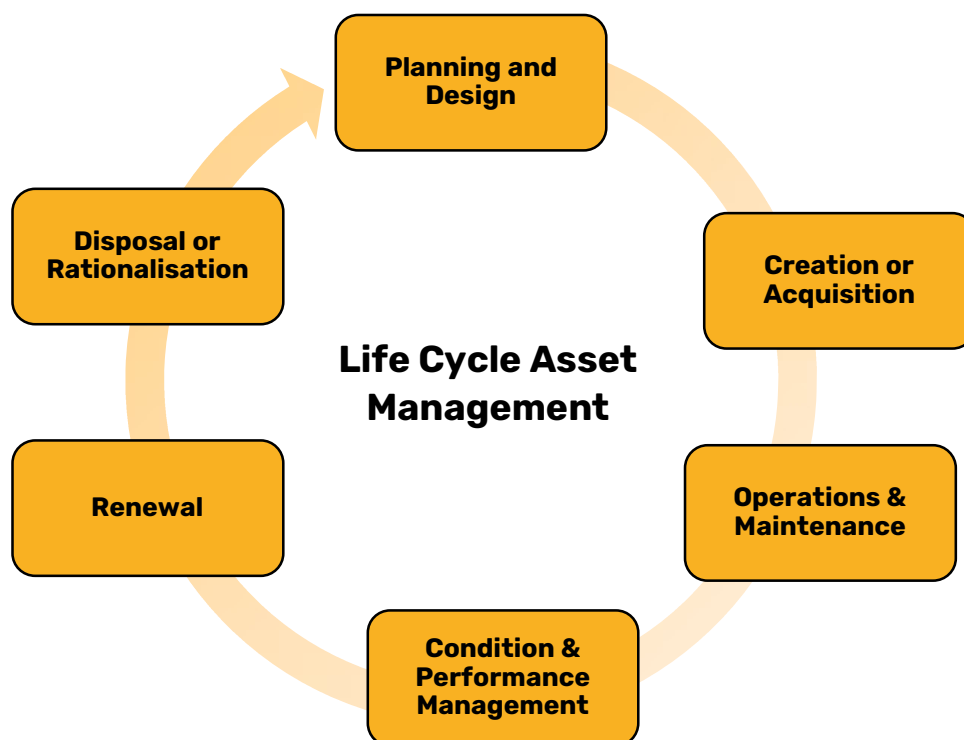 Planning and
Design
Creation or
Acquisition
Operations &
Maintenance
Condition &
Performance
Management
Renewal
Disposal or
Rationalisation
Life Cycle Asset
Management